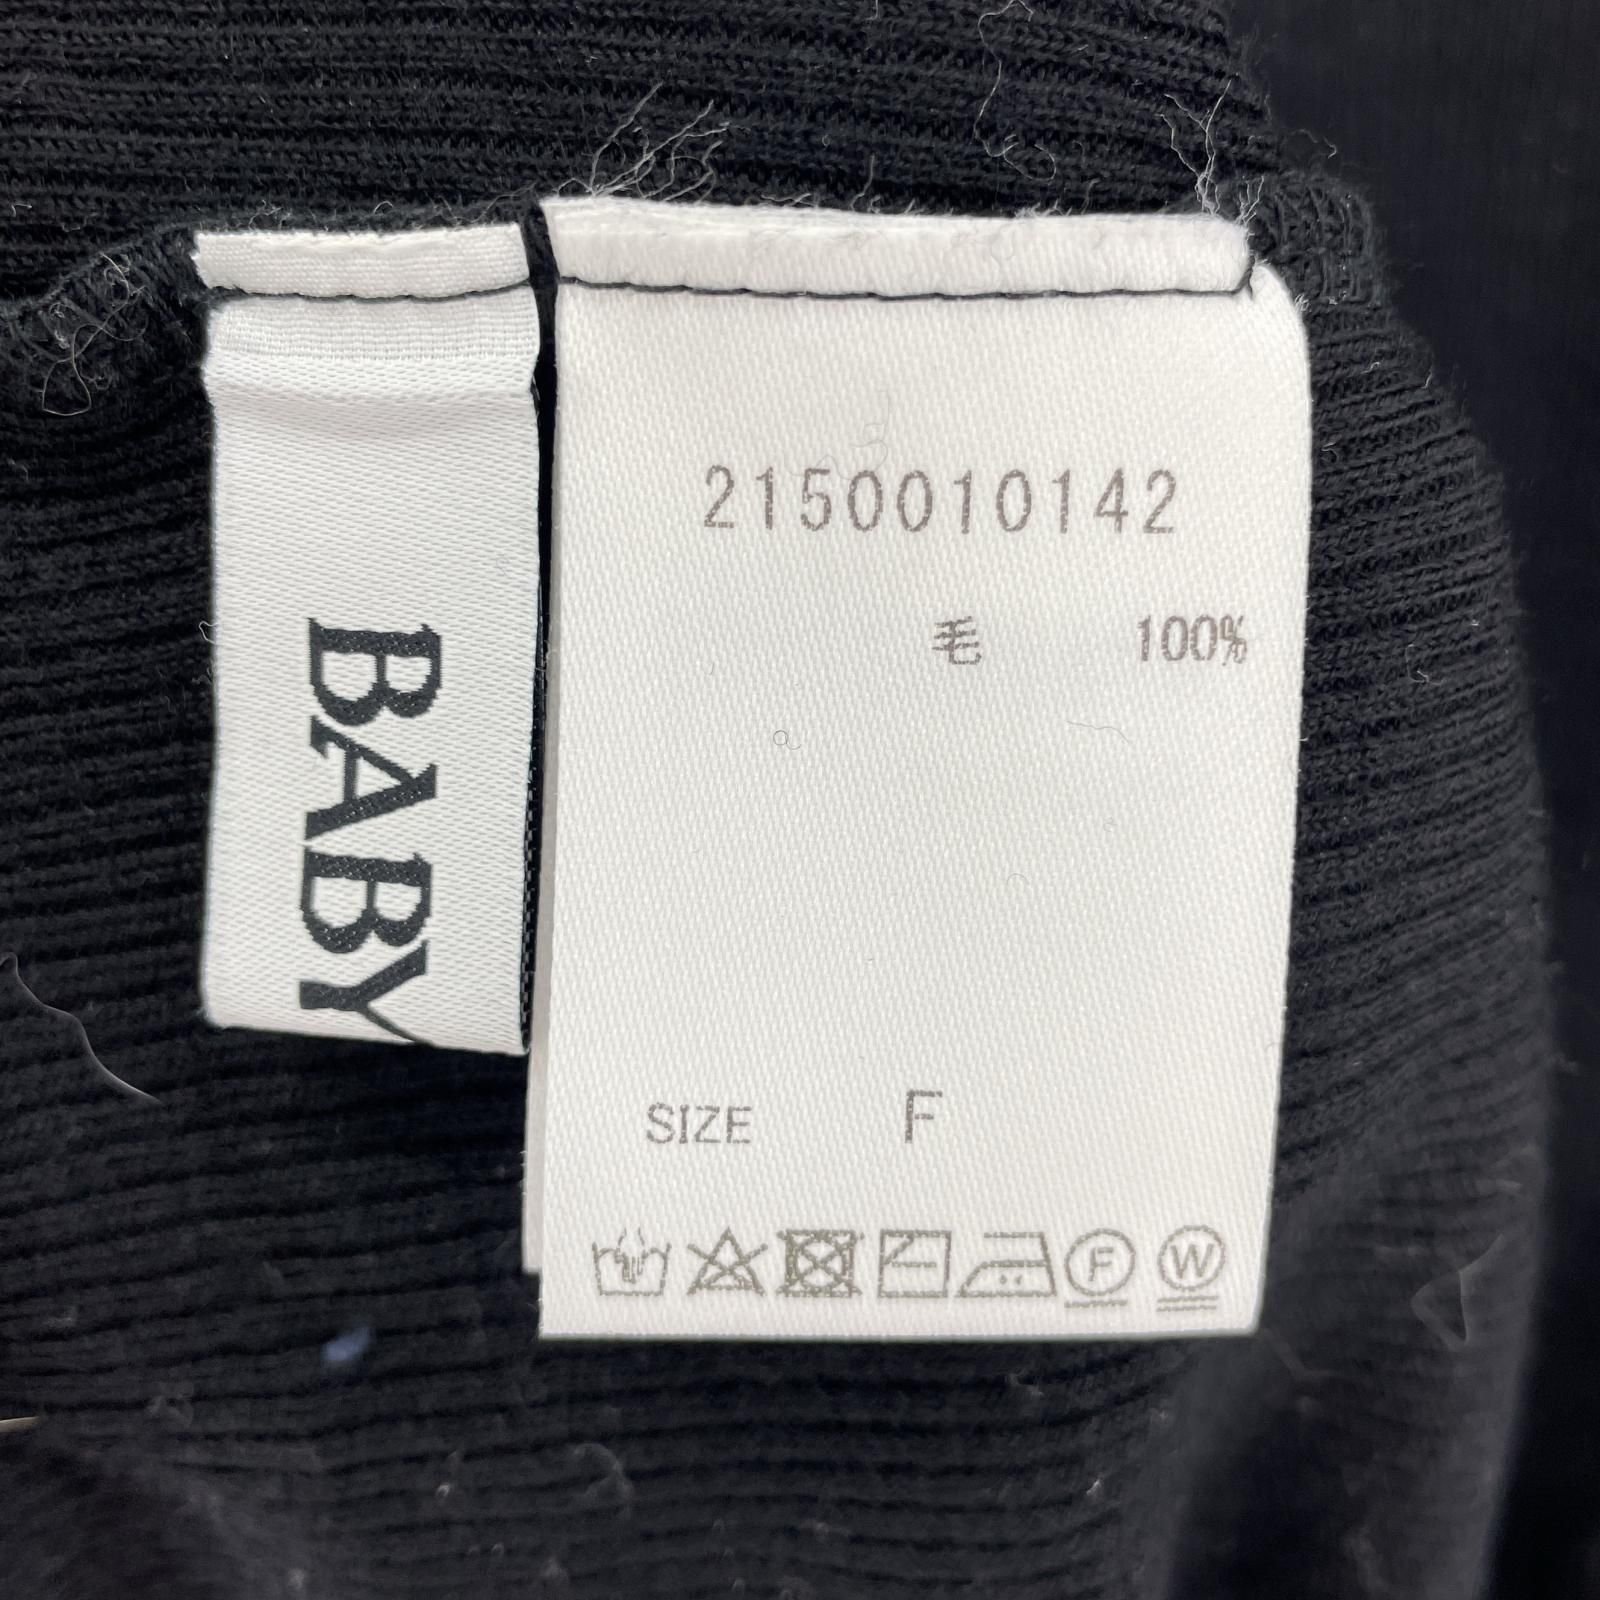 BABY
2150010142
毛 100%
SIZE F
F W